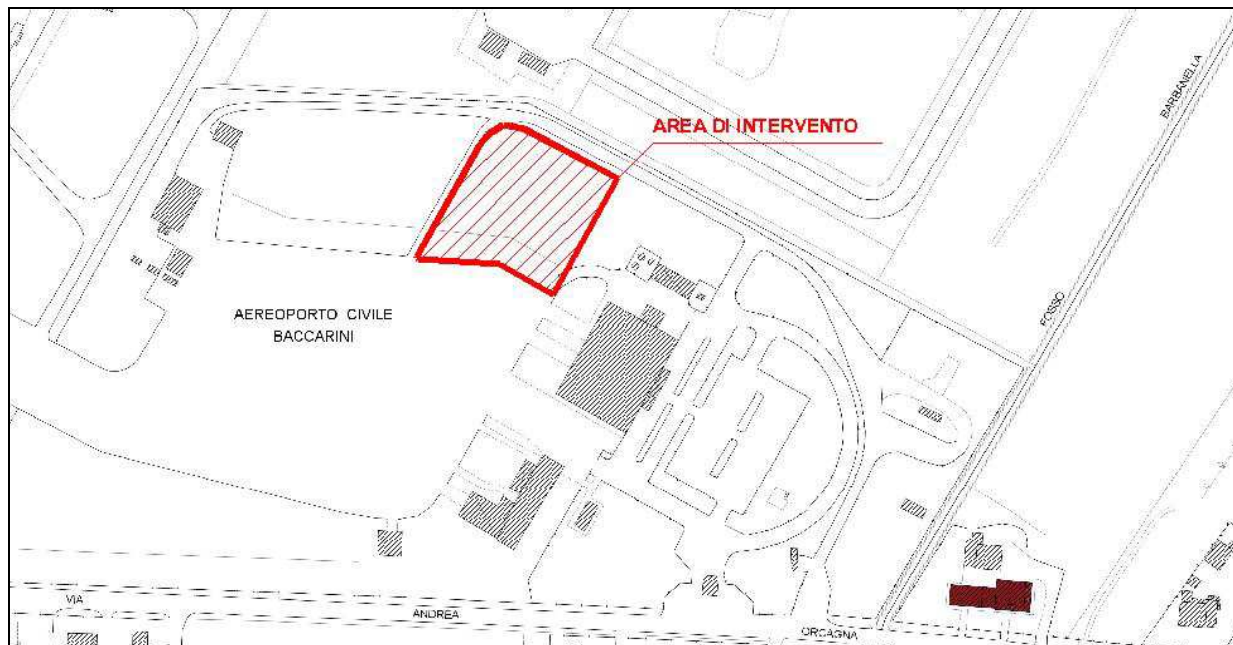 BARBANELLA
AREA DI INTERVENTO
FOSSO
AEREOPORTO CIVILE
BACCARINI
VIA
ANDREA
ORCAGNA